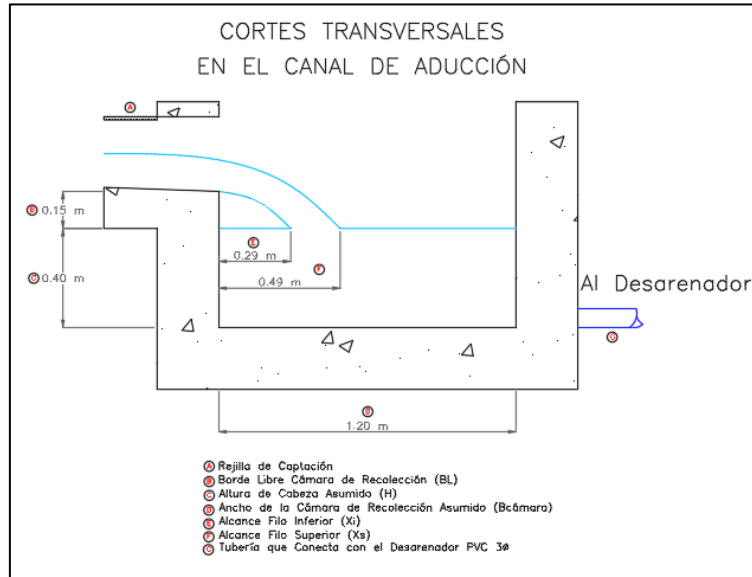 CORTES TRANSVERSALES
EN EL CANAL DE ADUCCIÓN
A
B 0.15 m
E
0.29 m
F
0.49 m
C 0.40 m
Al Desarenador
G
D
1.20 m
A Rejilla de Captación
B Borde Libre Cámara de Recolección (BL)
C Altura de Cabeza Asumido (H)
D Ancho de la Cámara de Recolección Asumido (Bcámara)
E Alcance Filo Inferior (Xi)
F Alcance Filo Superior (Xs)
G Tubería que Conecta con el Desarenador PVC 3ø